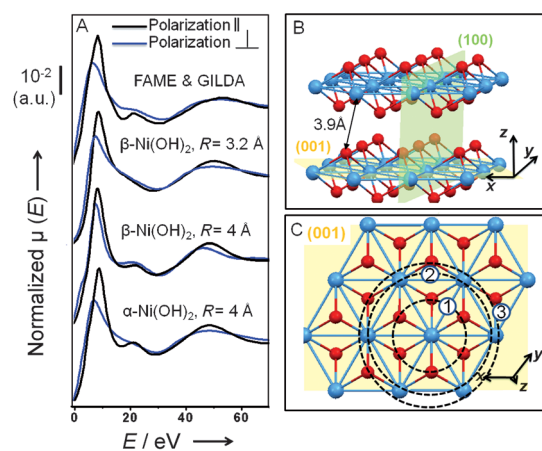 A
Polarization ||
Polarization ⊥
10⁻² (a.u.)
FAME & GILDA
β-Ni(OH)₂, R= 3.2 Å
β-Ni(OH)₂, R= 4 Å
α-Ni(OH)₂, R= 4 Å
Normalized μ (E) →
0 20 40 60
E / eV →
B
(100)
3.9Å
(001)
z
y
x
C
(001)
2
1
3
y
x
z